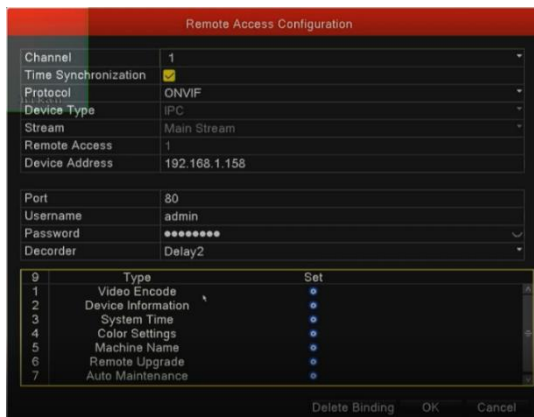 Remote Access Configuration
Channel 1
Time Synchronization
Protocol ONVIF
Device Type IPC
Stream Main Stream
Remote Access 1
Device Address 192.168.1.158
Port 80
Username admin
Password ●●●●●●●●
Decorder Delay2
9 Type Set
1 Video Encode
2 Device Information
3 System Time
4 Color Settings
5 Machine Name
6 Remote Upgrade
7 Auto Maintenance
Delete Binding OK Cancel